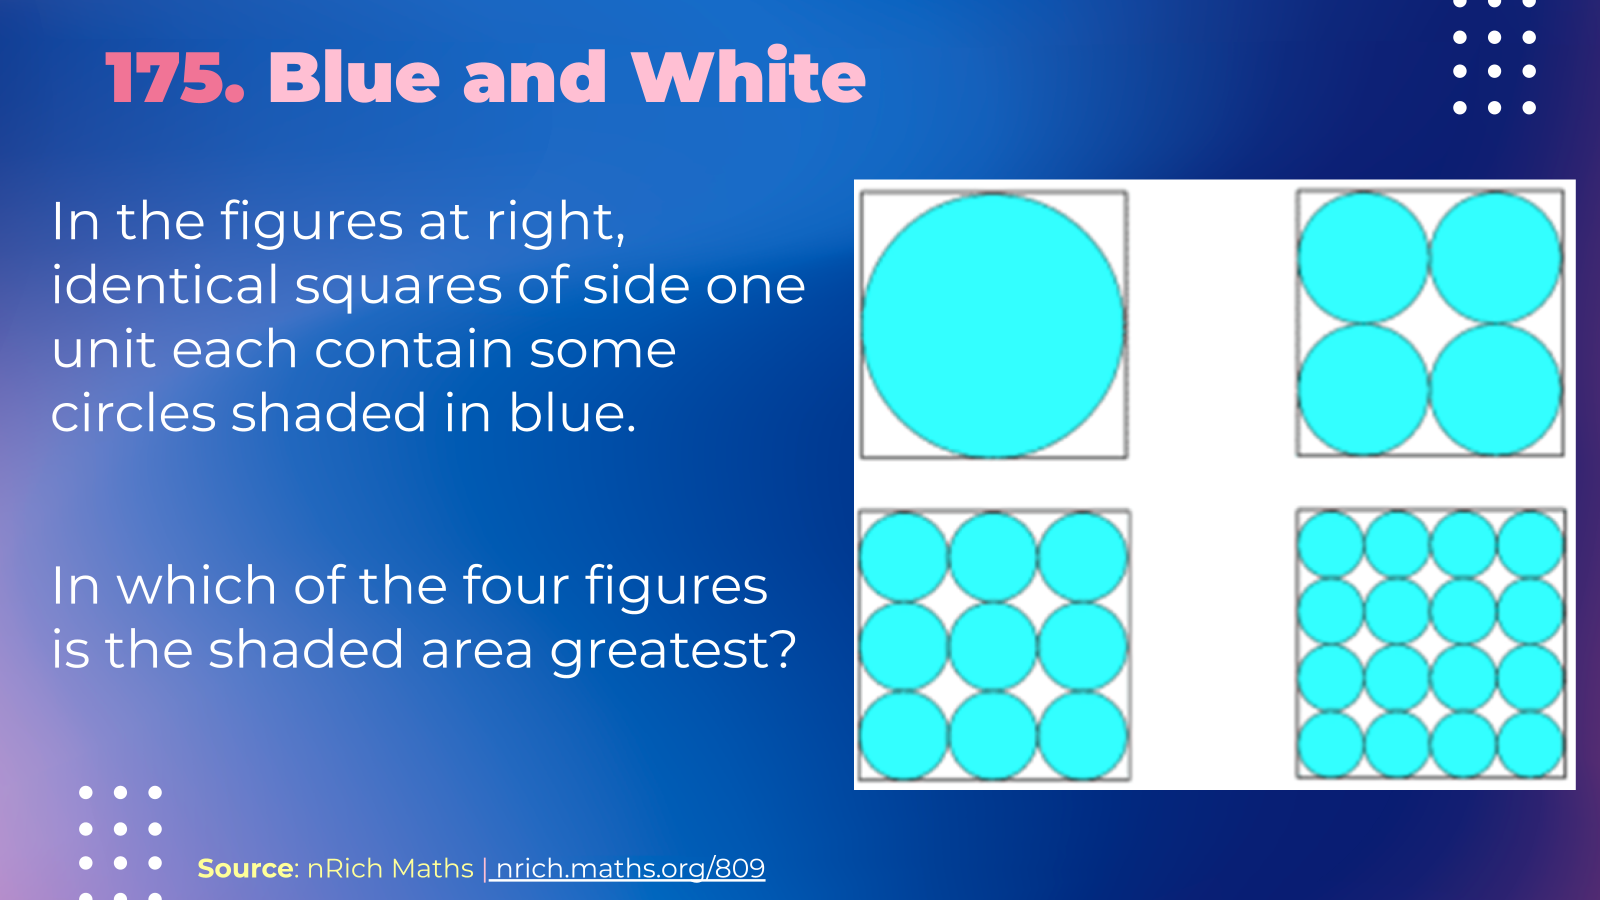 175. Blue and White
In the figures at right,
identical squares of side one
unit each contain some
circles shaded in blue.
In which of the four figures
is the shaded area greatest?
Source: nRich Maths | nrich.maths.org/809